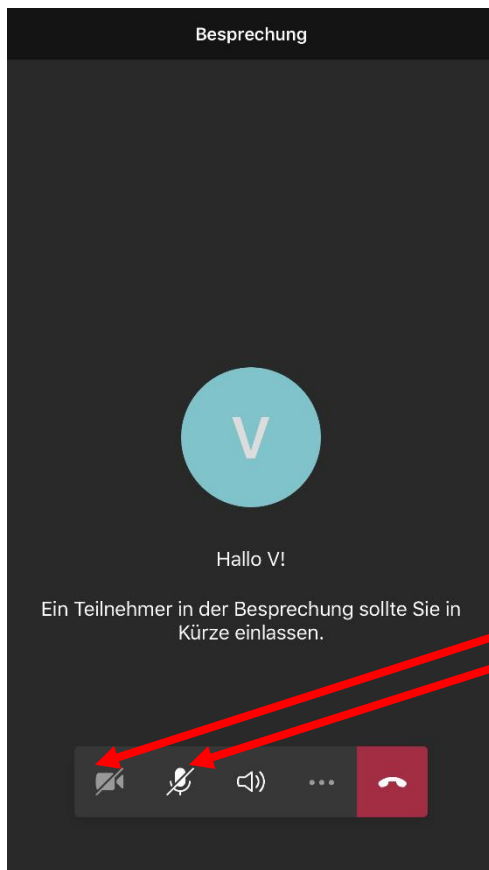 Besprechung
V
Hallo V!
Ein Teilnehmer in der Besprechung sollte Sie in
Kürze einlassen.